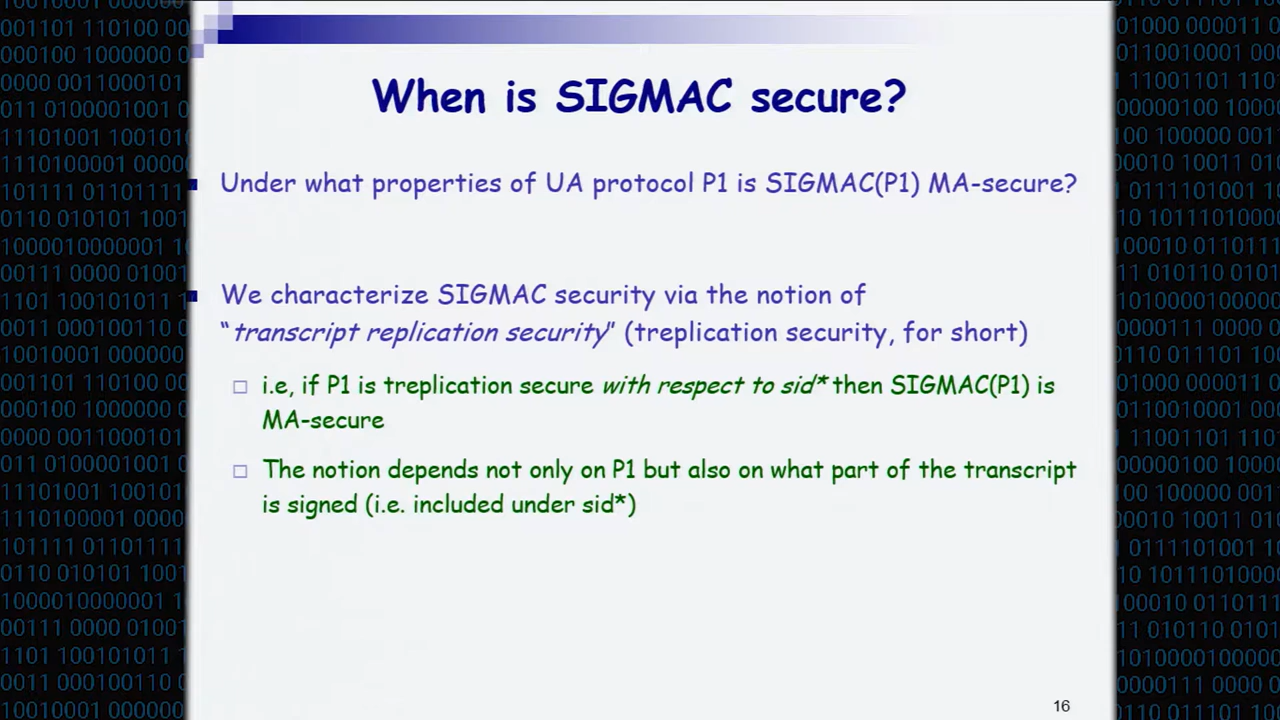 When is SIGMAC secure?
Under what properties of UA protocol P1 is SIGMAC(P1) MA-secure?
We characterize SIGMAC security via the notion of
“transcript replication security” (treplication security, for short)
i.e, if P1 is treplication secure with respect to sid* then SIGMAC(P1) is
MA-secure
The notion depends not only on P1 but also on what part of the transcript
is signed (i.e. included under sid*)
16